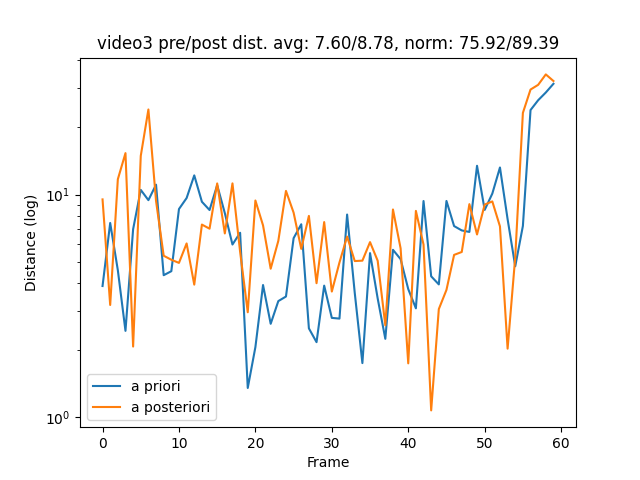 video3 pre/post dist. avg: 7.60/8.78, norm: 75.92/89.39
Distance (log)
10¹
10⁰
a priori
a posteriori
0 10 20 30 40 50 60
Frame